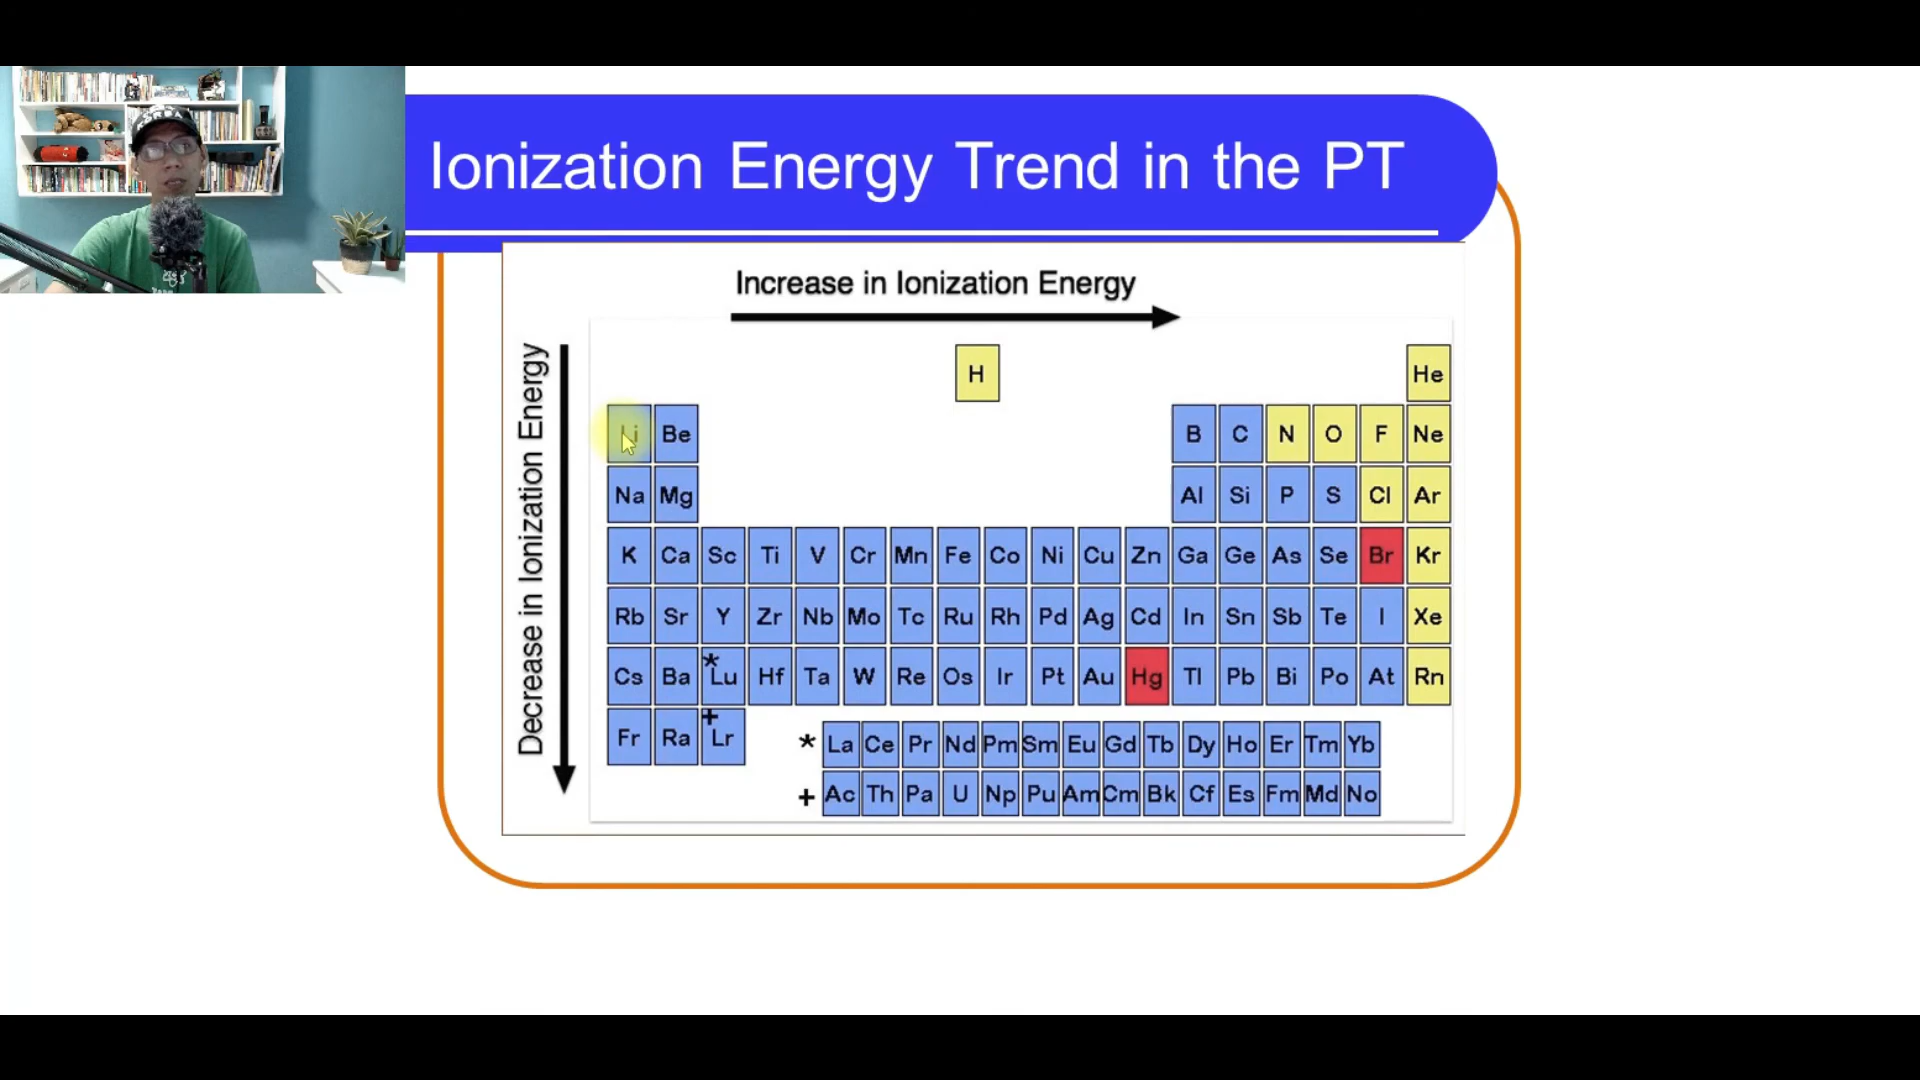 Ionization Energy Trend in the PT
Increase in Ionization Energy
Decrease in Ionization Energy
H He
Li Be B C N O F Ne
Na Mg Al Si P S Cl Ar
K Ca Sc Ti V Cr Mn Fe Co Ni Cu Zn Ga Ge As Se Br Kr
Rb Sr Y Zr Nb Mo Tc Ru Rh Pd Ag Cd In Sn Sb Te I Xe
Cs Ba *Lu Hf Ta W Re Os Ir Pt Au Hg Tl Pb Bi Po At Rn
Fr Ra +Lr
* La Ce Pr Nd Pm Sm Eu Gd Tb Dy Ho Er Tm Yb
+ Ac Th Pa U Np Pu Am Cm Bk Cf Es Fm Md No